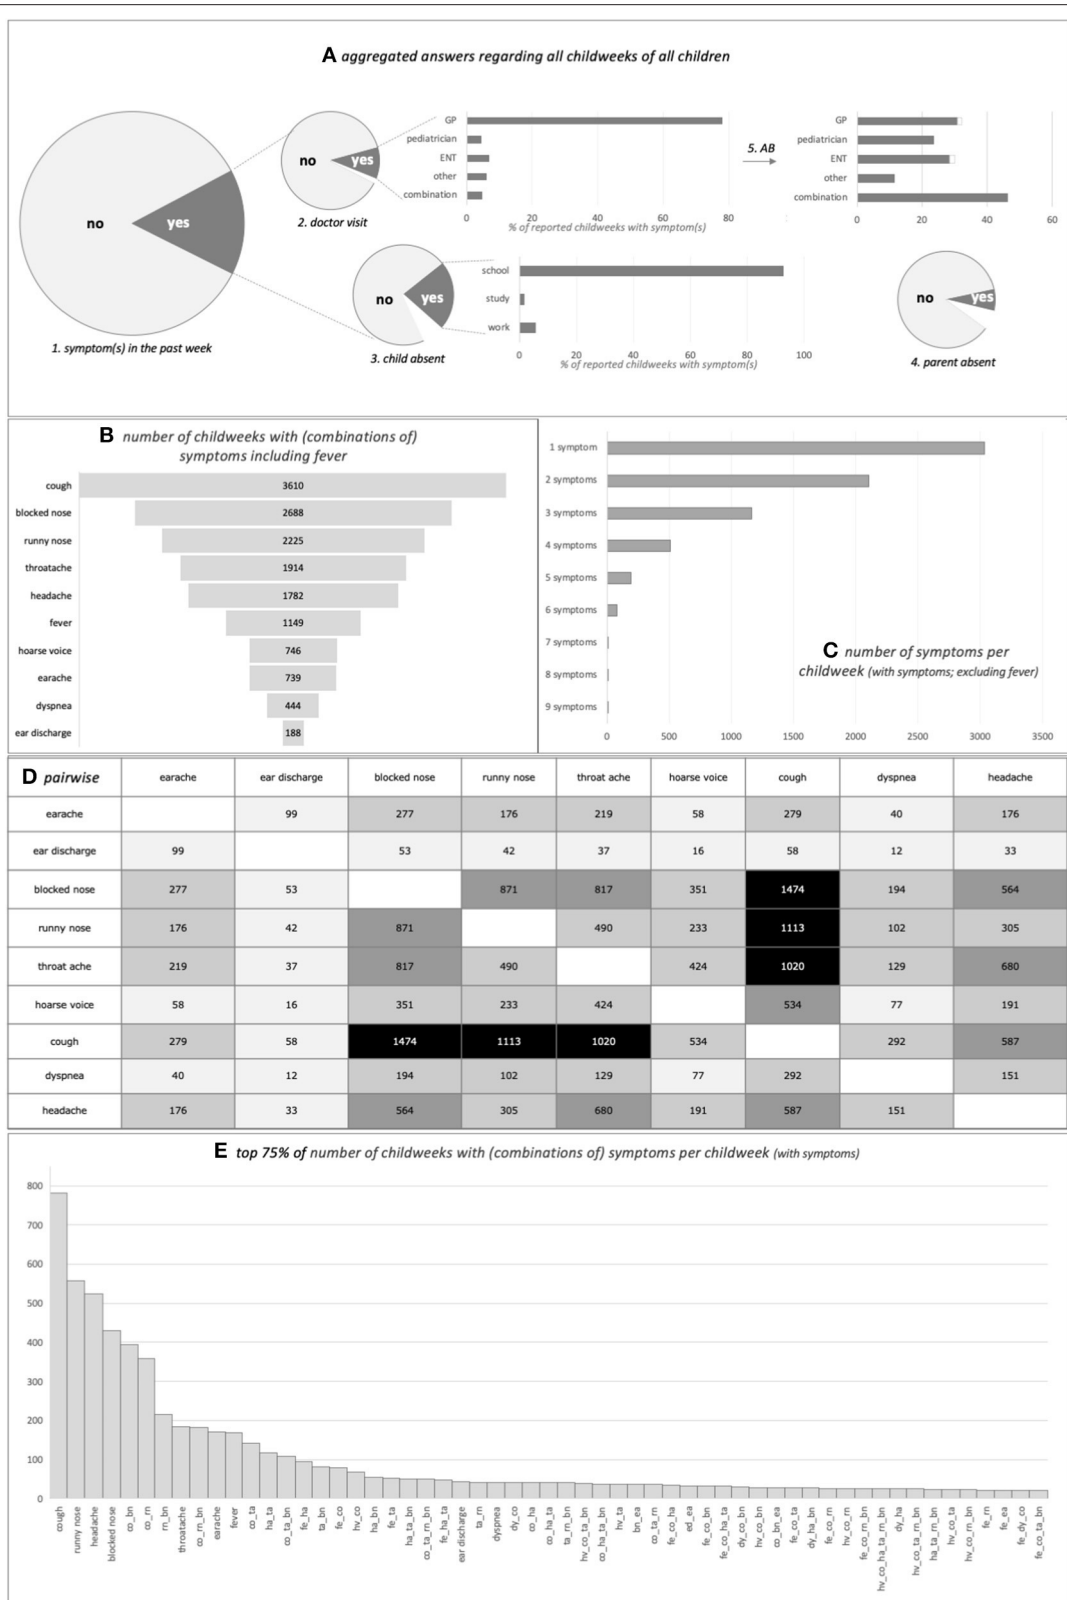 A aggregated answers regarding all childweeks of all children
no
yes
1. symptom(s) in the past week
no
yes
2. doctor visit
GP
pediatrician
ENT
other
combination
0 20 40 60 80
% of reported childweeks with symptom(s)
5. AB
GP
pediatrician
ENT
other
combination
0 20 40 60
no
yes
3. child absent
school
study
work
0 20 40 60 80 100
% of reported childweeks with symptom(s)
no
yes
4. parent absent
B number of childweeks with (combinations of)
symptoms including fever
cough 3610
blocked nose 2688
runny nose 2225
throatache 1914
headache 1782
fever 1149
hoarse voice 746
earache 739
dyspnea 444
ear discharge 188
1 symptom
2 symptoms
3 symptoms
4 symptoms
5 symptoms
6 symptoms
7 symptoms
8 symptoms
9 symptoms
0 500 1000 1500 2000 2500 3000 3500
C number of symptoms per
childweek (with symptoms; excluding fever)
D pairwise earache ear discharge blocked nose runny nose throat ache hoarse voice cough dyspnea headache
earache 99 277 176 219 58 279 40 176
ear discharge 99 53 42 37 16 58 12 33
blocked nose 277 53 871 817 351 1474 194 564
runny nose 176 42 871 490 233 1113 102 305
throat ache 219 37 817 490 424 1020 129 680
hoarse voice 58 16 351 233 424 534 77 191
cough 279 58 1474 1113 1020 534 292 587
dyspnea 40 12 194 102 129 77 292 151
headache 176 33 564 305 680 191 587 151
E top 75% of number of childweeks with (combinations of) symptoms per childweek (with symptoms)
800
700
600
500
400
300
200
100
0
cough
runny nose
headache
blocked nose
co_bn
co_rn
rn_bn
throatache
co_rn_bn
earache
fever
co_ta
ha_ta
co_ta_bn
fe_ha
ta_bn
fe_co
hv_co
ha_bn
fe_ta
ha_ta_bn
co_ta_rn_bn
fe_ha_ta
ear discharge
ta_rn
dyspnea
dy_co
co_ha
co_ha_ta
ta_rn_bn
hv_co_ta_bn
co_ha_ta_bn
hv_ta
bn_ea
co_ta_rn
fe_co_ha
ed_ea
fe_co_bn
fe_co_ha_ta
dy_co_bn
hv_co_bn
co_bn_ea
fe_co_ta
dy_ha_bn
fe_co_rn
hv_co_rn
fe_co_rn_bn
hv_co_ha_ta_rn_bn
dy_ha
hv_co_ta_rn_bn
ha_ta_rn_bn
hv_co_ta
hv_co_rn_bn
fe_rn
fe_ea
fe_dy_co
fe_co_ta_bn